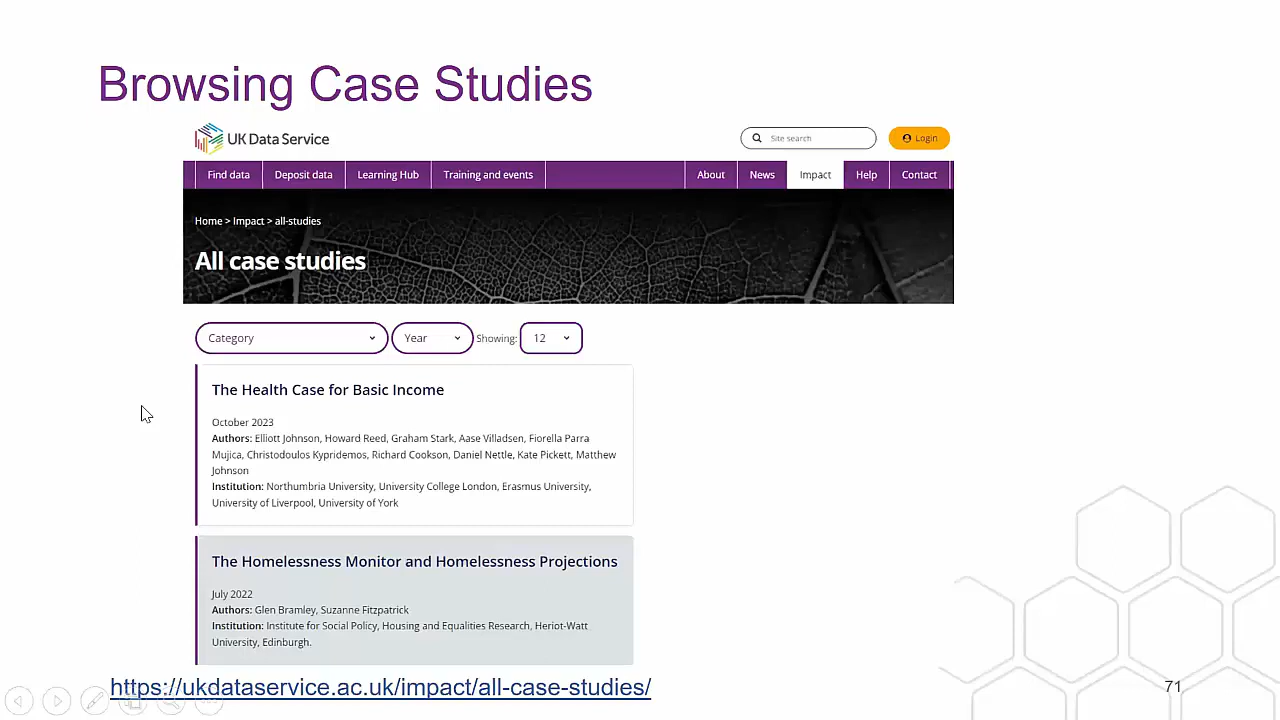 Browsing Case Studies
UK Data Service
Site search
Login
Find data
Deposit data
Learning Hub
Training and events
About
News
Impact
Help
Contact
Home > Impact > all-studies
All case studies
Category
Year
Showing:
12
The Health Case for Basic Income
October 2023
Authors: Elliott Johnson, Howard Reed, Graham Stark, Aase Villadsen, Fiorella Parra
Mujica, Christodoulos Kypridemos, Richard Cookson, Daniel Nettle, Kate Pickett, Matthew
Johnson
Institution: Northumbria University, University College London, Erasmus University,
University of Liverpool, University of York
The Homelessness Monitor and Homelessness Projections
July 2022
Authors: Glen Bramley, Suzanne Fitzpatrick
Institution: Institute for Social Policy, Housing and Equalities Research, Heriot-Watt
University, Edinburgh.
https://ukdataservice.ac.uk/impact/all-case-studies/
71